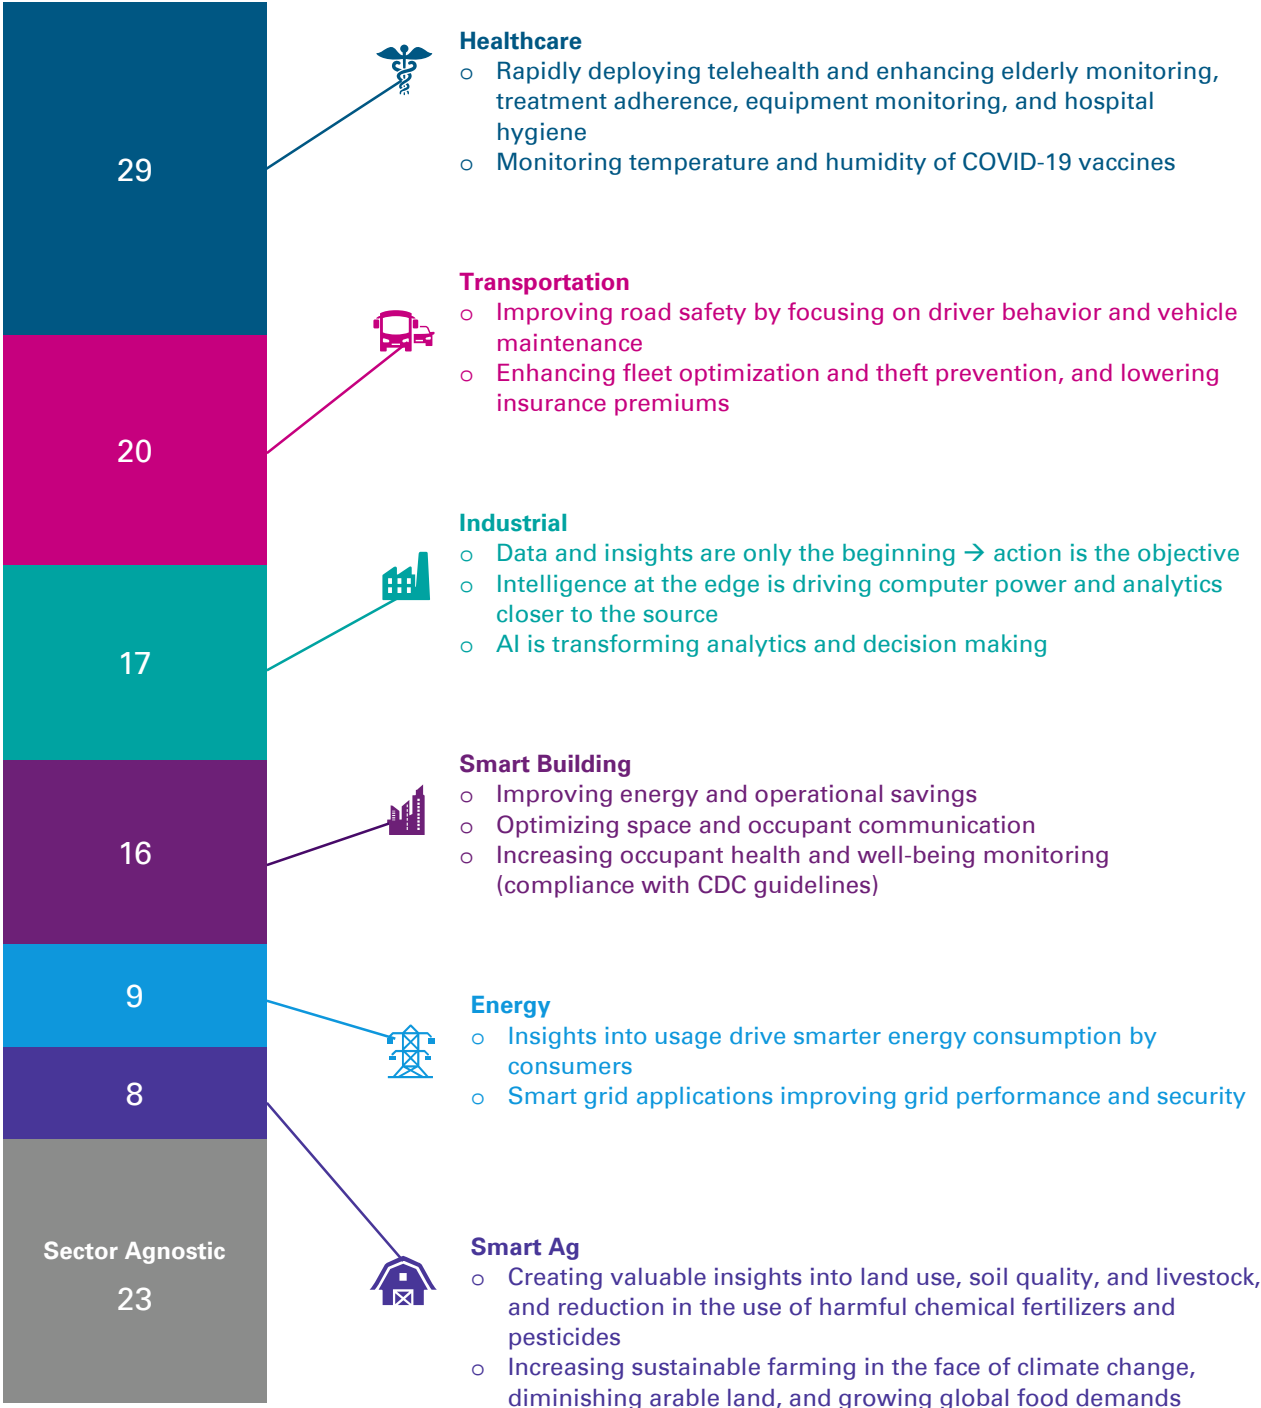 29
20
17
16
9
8
Sector Agnostic
23
Healthcare
o Rapidly deploying telehealth and enhancing elderly monitoring,
treatment adherence, equipment monitoring, and hospital
hygiene
o Monitoring temperature and humidity of COVID-19 vaccines
Transportation
o Improving road safety by focusing on driver behavior and vehicle
maintenance
o Enhancing fleet optimization and theft prevention, and lowering
insurance premiums
Industrial
o Data and insights are only the beginning → action is the objective
o Intelligence at the edge is driving computer power and analytics
closer to the source
o AI is transforming analytics and decision making
Smart Building
o Improving energy and operational savings
o Optimizing space and occupant communication
o Increasing occupant health and well-being monitoring
(compliance with CDC guidelines)
Energy
o Insights into usage drive smarter energy consumption by
consumers
o Smart grid applications improving grid performance and security
Smart Ag
o Creating valuable insights into land use, soil quality, and livestock,
and reduction in the use of harmful chemical fertilizers and
pesticides
o Increasing sustainable farming in the face of climate change,
diminishing arable land, and growing global food demands